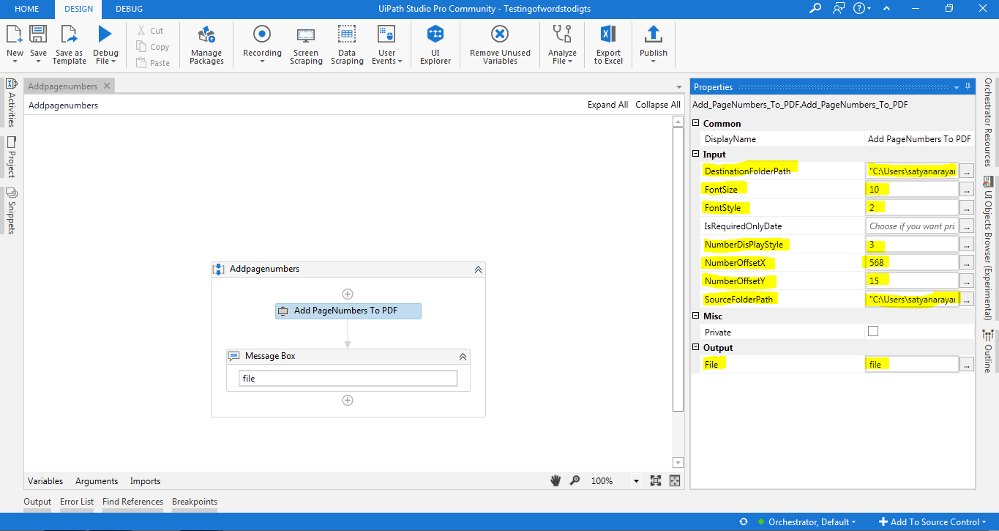 HOME DESIGN DEBUG UiPath Studio Pro Community - Testingofwordstodigts
New Save Save as Template Debug File Cut Copy Paste Manage Packages Recording Screen Scraping Data Scraping User Events UI Explorer Remove Unused Variables Analyze File Export to Excel Publish
Activities
Project
Snippets
Addpagenumbers
Addpagenumbers Expand All Collapse All
Addpagenumbers
Add PageNumbers To PDF
Message Box
file
Variables Arguments Imports 100%
Properties
Add_PageNumbers_To_PDF.Add_PageNumbers_To_PDF
Common
DisplayName Add PageNumbers To PDF
Input
DestinationFolderPath "C:\Users\satyanarayan ...
FontSize 10 ...
FontStyle 2 ...
IsRequiredOnlyDate Choose if you want pri. ...
NumberDisPlayStyle 3 ...
NumberOffsetX 568 ...
NumberOffsetY 15 ...
SourceFolderPath "C:\Users\satyanarayan ...
Misc
Private
Output
File file ...
Orchestrator Resources
UI Objects Browser (Experimental)
Outline
Output Error List Find References Breakpoints
Orchestrator, Default Add To Source Control